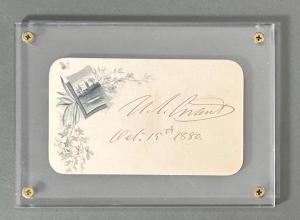 U. S. Grant
Oct. 15th 1880.